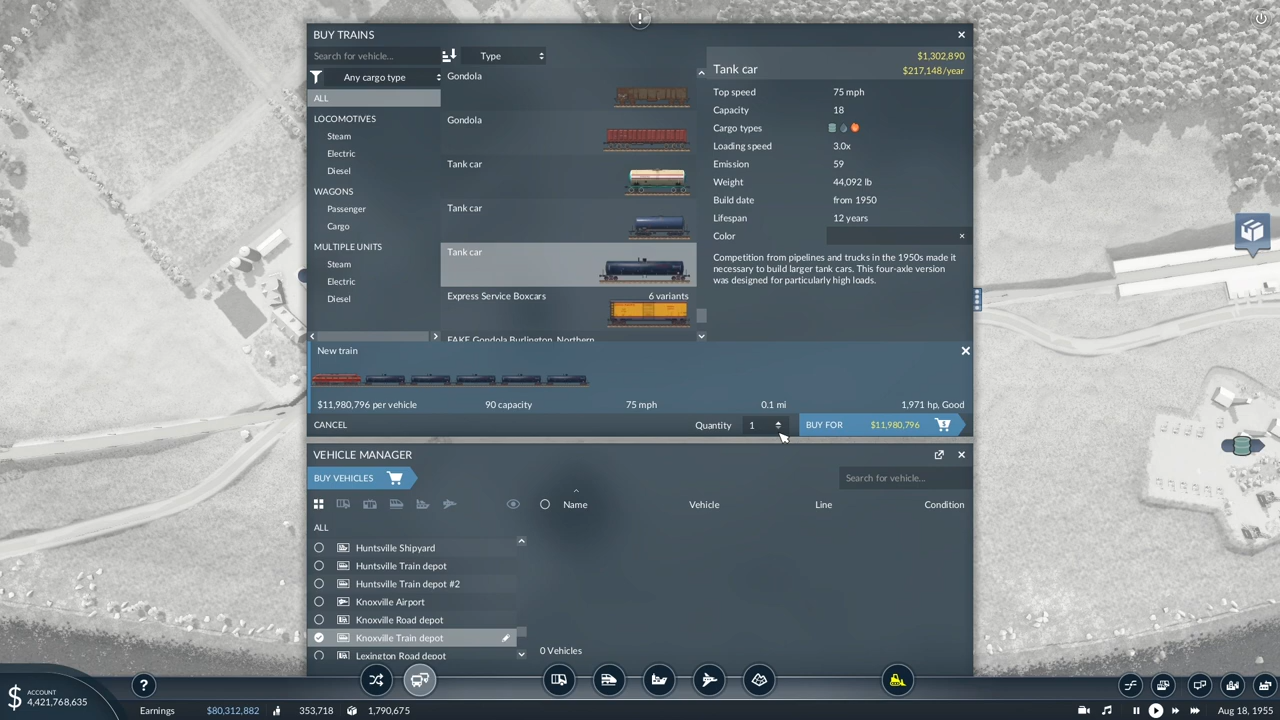 BUY TRAINS
Search for vehicle...
Type
Any cargo type
ALL
LOCOMOTIVES
Steam
Electric
Diesel
WAGONS
Passenger
Cargo
MULTIPLE UNITS
Steam
Electric
Diesel
Gondola
Gondola
Tank car
Tank car
Tank car
Express Service Boxcars 6 variants
FAKE Gondola Burlington, Northern
$1,302,890
Tank car $217,148/year
Top speed 75 mph
Capacity 18
Cargo types
Loading speed 3.0x
Emission 59
Weight 44,092 lb
Build date from 1950
Lifespan 12 years
Color
Competition from pipelines and trucks in the 1950s made it
necessary to build larger tank cars. This four-axle version
was designed for particularly high loads.
New train
$11,980,796 per vehicle 90 capacity 75 mph 0.1 mi 1,971 hp, Good
CANCEL Quantity 1 BUY FOR $11,980,796
VEHICLE MANAGER
BUY VEHICLES Search for vehicle...
Name Vehicle Line Condition
ALL
Huntsville Shipyard
Huntsville Train depot
Huntsville Train depot #2
Knoxville Airport
Knoxville Road depot
Knoxville Train depot
Lexington Road depot
0 Vehicles
$ ACCOUNT
4,421,768,635
?
Earnings $80,312,882 353,718 1,790,675 Aug 18, 1955